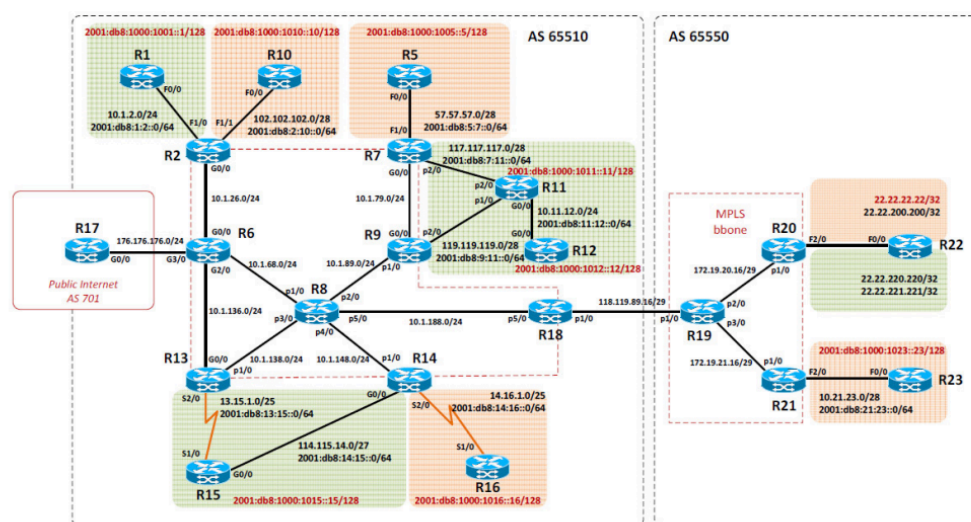 2001:db8:1000:1001::1/128
2001:db8:1000:1010::10/128
2001:db8:1000:1005::5/128
AS 65510
AS 65550
R1
R10
R5
F0/0
F0/0
F0/0
10.1.2.0/24
2001:db8:1:2::0/64
F1/0
F1/1
102.102.102.0/28
2001:db8:2:10::0/64
57.57.57.0/28
2001:db8:5:7::0/64
F1/0
R2
G0/0
R7
G0/0
p2/0
117.117.117.0/28
2001:db8:7:11::0/64
2001:db8:1000:1011::11/128
p2/0
p1/0
R11
G0/0
10.1.26.0/24
10.1.79.0/24
10.11.12.0/24
2001:db8:11:12::0/64
G0/0
R12
2001:db8:1000:1012::12/128
R17
G0/0
176.176.176.0/24
G3/0
Public Internet
AS 701
G0/0
R6
G2/0
G0/0
R9
p2/0
p1/0
119.119.119.0/28
2001:db8:9:11::0/64
10.1.68.0/24
10.1.89.0/24
p1/0
R8
p2/0
p3/0
p4/0
p5/0
10.1.188.0/24
p5/0
R18
p1/0
118.119.89.16/29
p1/0
R19
p2/0
p3/0
MPLS
bbone
R20
F2/0
p1/0
172.19.20.16/29
22.22.22.22/32
22.22.200.200/32
F0/0
R22
22.22.220.220/32
22.22.221.221/32
172.19.21.16/29
p1/0
R21
F2/0
2001:db8:1000:1023::23/128
F0/0
R23
10.21.23.0/28
2001:db8:21:23::0/64
10.1.136.0/24
R13
G0/0
p1/0
S2/0
10.1.138.0/24
10.1.148.0/24
p1/0
R14
G0/0
S2/0
13.15.1.0/25
2001:db8:13:15::0/64
14.16.1.0/25
2001:db8:14:16::0/64
114.115.14.0/27
2001:db8:14:15::0/64
S1/0
R15
G0/0
S1/0
R16
2001:db8:1000:1015::15/128
2001:db8:1000:1016::16/128